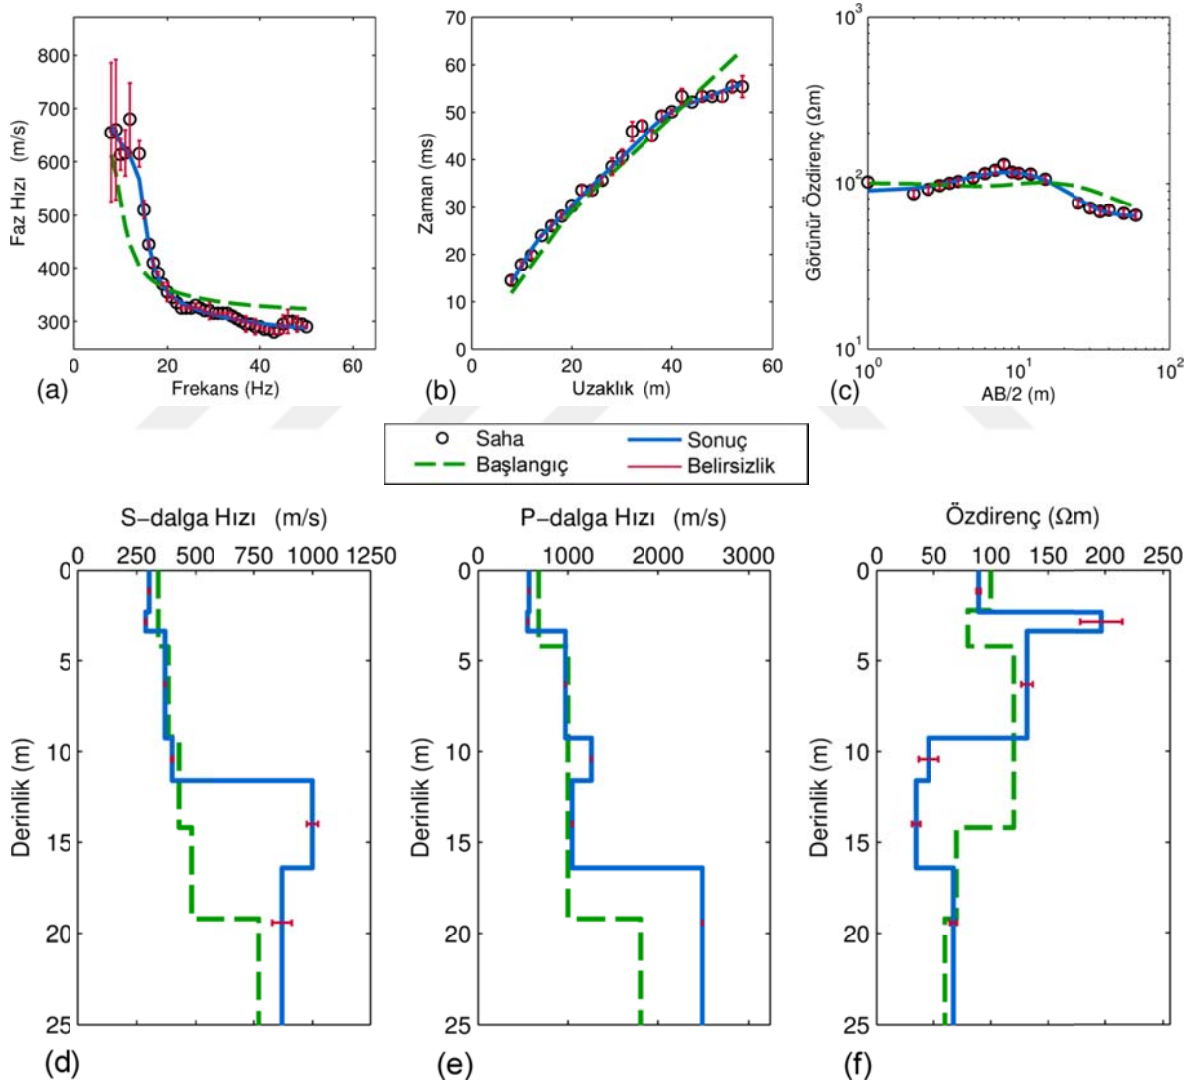 800
700
600
500
400
300
0
20
40
60
Faz Hızı (m/s)
Frekans (Hz)
(a)
70
60
50
40
30
20
10
0
0
20
40
60
Zaman (ms)
Uzaklık (m)
(b)
10³
10²
10¹
10⁰
10¹
10²
Görünür Özdirenç (Ωm)
AB/2 (m)
(c)
Saha
Sonuç
Başlangıç
Belirsizlik
S−dalga Hızı (m/s)
0 250 500 750 1000 1250
0
5
10
15
20
25
Derinlik (m)
(d)
P−dalga Hızı (m/s)
0 1000 2000 3000
0
5
10
15
20
25
Derinlik (m)
(e)
Özdirenç (Ωm)
0 50 100 150 200 250
0
5
10
15
20
25
Derinlik (m)
(f)